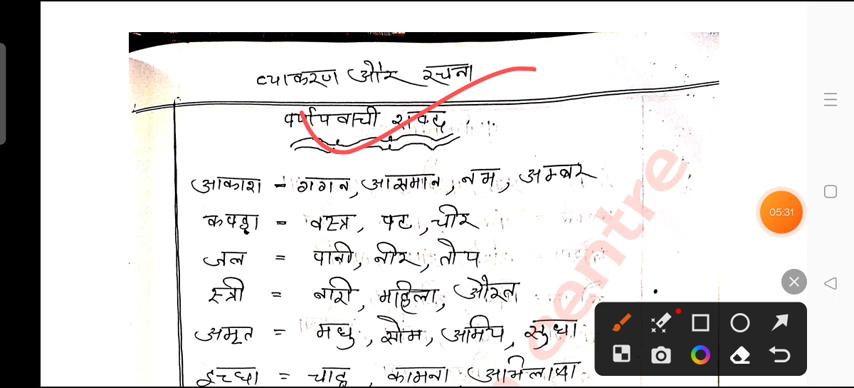 व्याकरण और रचना
पर्यायवाची शब्द
आकाश = गगन, आसमान, नभ, अम्बर
कपड़ा = वस्त्र, पट, चीर
जल = पानी, नीर, तोय
स्त्री = नारी, महिला, औरत
अमृत = मधु, सोम, अमिय, सुधा
इच्छा = चाह, कामना, अभिलाषा
centre
05:31